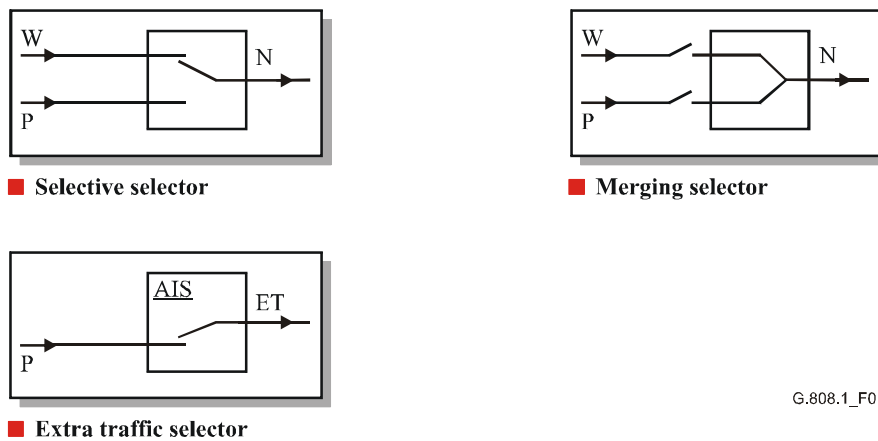 W
N
P
Selective selector
W
N
P
Merging selector
AIS
ET
P
Extra traffic selector
G.808.1_F0